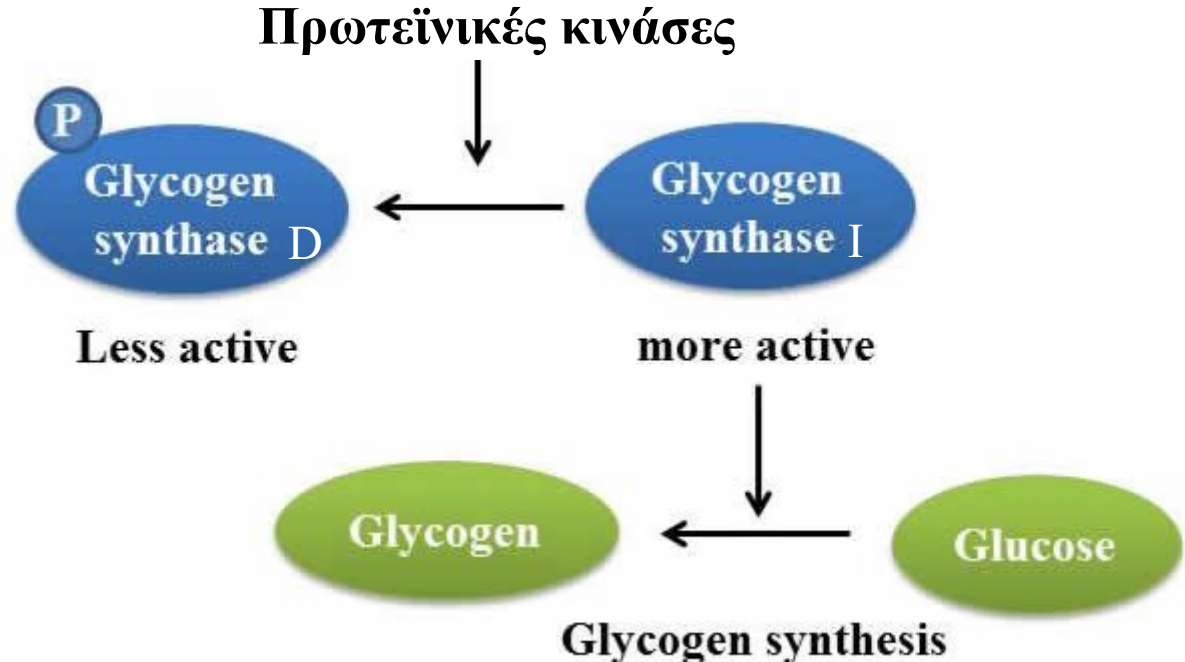 Πρωτεϊνικές κινάσες
P
Glycogen
synthase D
Glycogen
synthase I
Less active
more active
Glycogen
Glucose
Glycogen synthesis